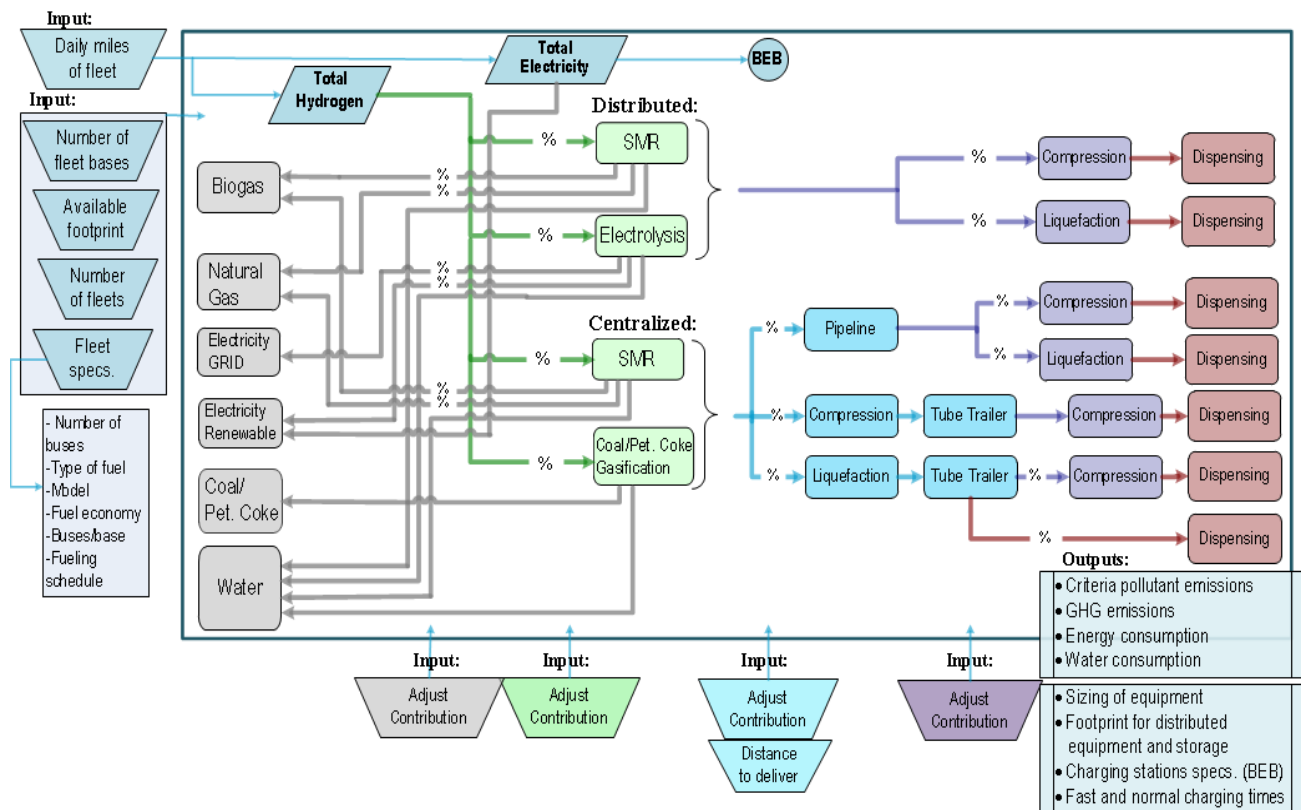 Input:
Daily miles
of fleet
Input:
Number of
fleet bases
Available
footprint
Number
of fleets
Fleet
specs.
- Number of
buses
-Type of fuel
-Model
-Fuel economy
-Buses/base
-Fueling
schedule
Total
Hydrogen
Total
Electricity
BEB
Biogas
Natural
Gas
Electricity
GRID
Electricity
Renewable
Coal/
Pet. Coke
Water
%
%
%
%
%
%
Distributed:
%
SMR
%
Electrolysis
Centralized:
%
SMR
%
Coal/Pet. Coke
Gasification
%
Compression
Dispensing
%
Liquefaction
Dispensing
%
Pipeline
%
Compression
Dispensing
%
Liquefaction
Dispensing
%
Compression
Tube Trailer
Compression
Dispensing
%
Liquefaction
Tube Trailer
%
Compression
Dispensing
%
Dispensing
Input:
Adjust
Contribution
Input:
Adjust
Contribution
Input:
Adjust
Contribution
Distance
to deliver
Input:
Adjust
Contribution
Outputs:
• Criteria pollutant emissions
• GHG emissions
• Energy consumption
• Water consumption
• Sizing of equipment
• Footprint for distributed
equipment and storage
• Charging stations specs. (BEB)
• Fast and normal charging times